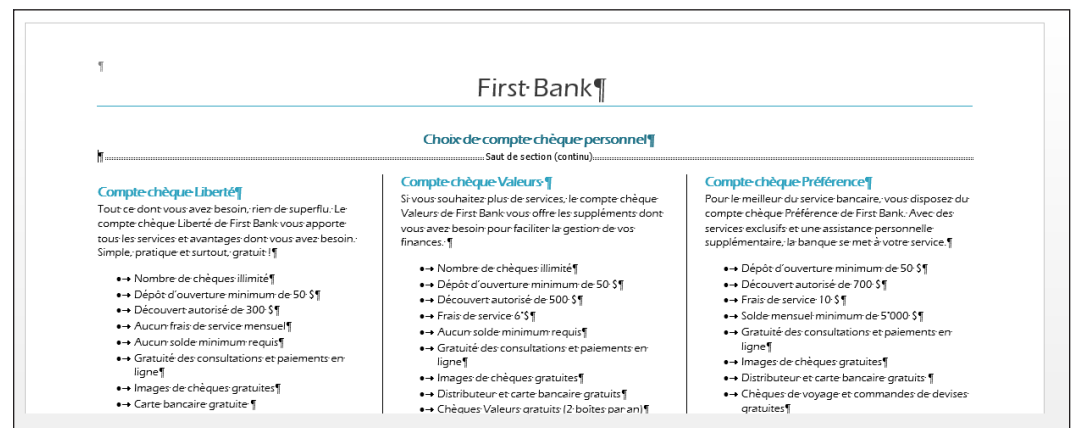 ¶
First·Bank¶
Choix·de·compte·chèque·personnel¶
¶ Saut de section (continu)
Compte·chèque·Liberté¶
Tout·ce·dont·vous·avez·besoin,·rien·de·superflu.·Le·
compte·chèque·Liberté·de·First·Bank·vous·apporte·
tous·les·services·et·avantages·dont·vous·avez·besoin.·
Simple,·pratique·et·surtout,·gratuit·!¶
•→Nombre·de·chèques·illimité¶
•→Dépôt·d'ouverture·minimum·de·50·$¶
•→Découvert·autorisé·de·300·$¶
•→Aucun·frais·de·service·mensuel¶
•→Aucun·solde·minimum·requis¶
•→Gratuité·des·consultations·et·paiements·en·
ligne¶
•→Images·de·chèques·gratuites¶
•→Carte·bancaire·gratuite·¶
Compte·chèque·Valeurs·¶
Si·vous·souhaitez·plus·de·services,·le·compte·chèque·
Valeurs·de·First·Bank·vous·offre·les·suppléments·dont·
vous·avez·besoin·pour·faciliter·la·gestion·de·vos·
finances.·¶
•→Nombre·de·chèques·illimité¶
•→Dépôt·d'ouverture·minimum·de·50·$¶
•→Découvert·autorisé·de·500·$¶
•→Frais·de·service·6°$¶
•→Aucun·solde·minimum·requis¶
•→Gratuité·des·consultations·et·paiements·en·
ligne¶
•→Images·de·chèques·gratuites¶
•→Distributeur·et·carte·bancaire·gratuits¶
•→Chèques·Valeurs·gratuits·(2·boîtes·par·an)¶
Compte·chèque·Préférence¶
Pour·le·meilleur·du·service·bancaire,·vous·disposez·du·
compte·chèque·Préférence·de·First·Bank.·Avec·des·
services·exclusifs·et·une·assistance·personnelle·
supplémentaire,·la·banque·se·met·à·votre·service.¶
•→Dépôt·d'ouverture·minimum·de·50·$¶
•→Découvert·autorisé·de·700·$¶
•→Frais·de·service·10·$¶
•→Solde·mensuel·minimum·de·5°000·$¶
•→Gratuité·des·consultations·et·paiements·en·
ligne¶
•→Images·de·chèques·gratuites¶
•→Distributeur·et·carte·bancaire·gratuits·¶
•→Chèques·de·voyage·et·commandes·de·devises·
gratuites¶